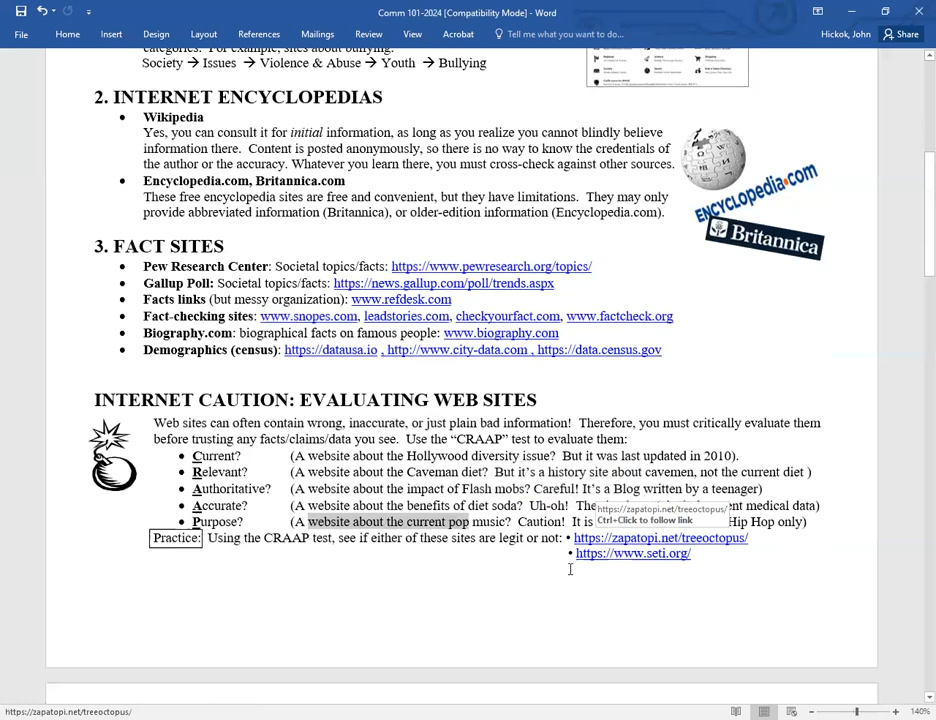 Comm 101-2024 [Compatibility Mode] - Word
File Home Insert Design Layout References Mailings Review View Acrobat Tell me what you want to do... Hickok, John Share
categories. For example, sites about bullying:
Society → Issues → Violence & Abuse → Youth → Bullying
2. INTERNET ENCYCLOPEDIAS
• Wikipedia
Yes, you can consult it for initial information, as long as you realize you cannot blindly believe
information there. Content is posted anonymously, so there is no way to know the credentials of
the author or the accuracy. Whatever you learn there, you must cross-check against other sources.
• Encyclopedia.com, Britannica.com
These free encyclopedia sites are free and convenient, but they have limitations. They may only
provide abbreviated information (Britannica), or older-edition information (Encyclopedia.com).
ENCYCLOPEDIA.com
Britannica
3. FACT SITES
• Pew Research Center: Societal topics/facts: https://www.pewresearch.org/topics/
• Gallup Poll: Societal topics/facts: https://news.gallup.com/poll/trends.aspx
• Facts links (but messy organization): www.refdesk.com
• Fact-checking sites: www.snopes.com, leadstories.com, checkyourfact.com, www.factcheck.org
• Biography.com: biographical facts on famous people: www.biography.com
• Demographics (census): https://datausa.io , http://www.city-data.com , https://data.census.gov
INTERNET CAUTION: EVALUATING WEB SITES
Web sites can often contain wrong, inaccurate, or just plain bad information! Therefore, you must critically evaluate them
before trusting any facts/claims/data you see. Use the “CRAAP” test to evaluate them:
• Current? (A website about the Hollywood diversity issue? But it was last updated in 2010).
• Relevant? (A website about the Caveman diet? But it’s a history site about cavemen, not the current diet )
• Authoritative? (A website about the impact of Flash mobs? Careful! It’s a Blog written by a teenager)
• Accurate? (A website about the benefits of diet soda? Uh-oh! medical data)
https://zapatopi.net/treeoctopus/
Ctrl+Click to follow link
• Purpose? (A website about the current pop music? Caution! It is Hip Hop only)
Practice: Using the CRAAP test, see if either of these sites are legit or not: • https://zapatopi.net/treeoctopus/
• https://www.seti.org/
https://zapatopi.net/treeoctopus/
140%